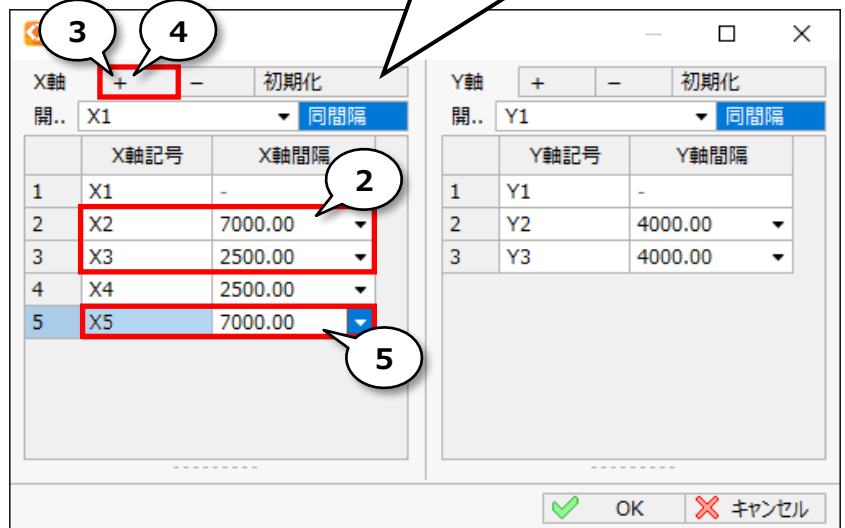 3 4
X軸 + − 初期化 Y軸 + − 初期化
開.. X1 同間隔 開.. Y1 同間隔
X軸記号 X軸間隔 Y軸記号 Y軸間隔
2
1 X1 - 1 Y1 -
2 X2 7000.00 2 Y2 4000.00
3 X3 2500.00 3 Y3 4000.00
4 X4 2500.00
5 X5 7000.00
5
OK キャンセル